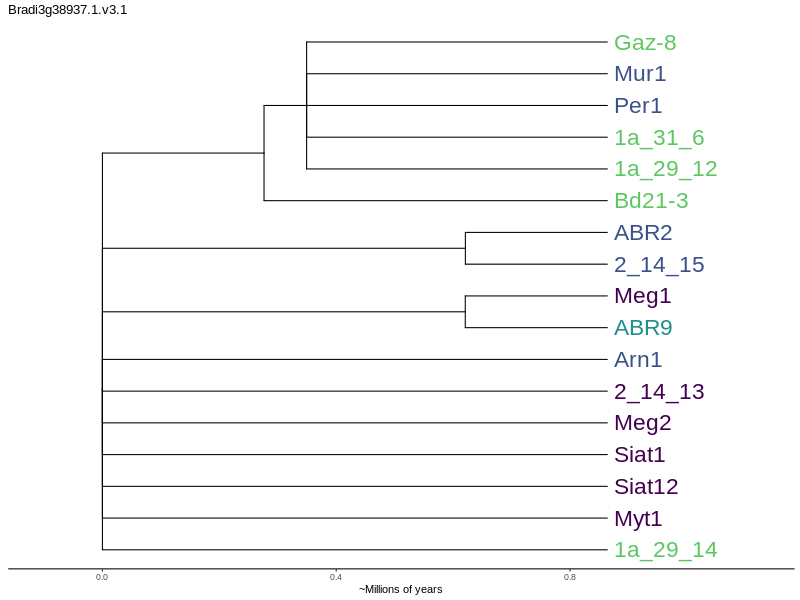 Bradi3g38937.1.v3.1
Gaz-8
Mur1
Per1
1a_31_6
1a_29_12
Bd21-3
ABR2
2_14_15
Meg1
ABR9
Arn1
2_14_13
Meg2
Siat1
Siat12
Myt1
1a_29_14
0.0 0.4 0.8
~Millions of years